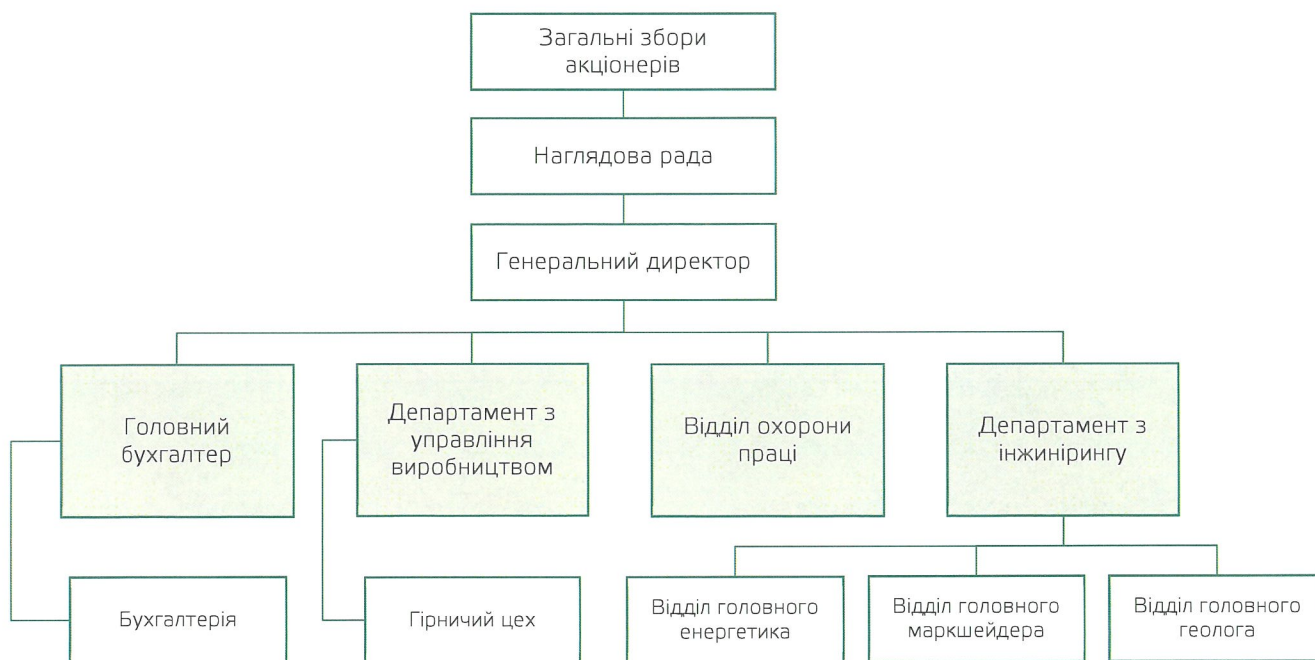 Загальні збори
акціонерів
Наглядова рада
Генеральний директор
Головний
бухгалтер
Департамент з
управління
виробництвом
Відділ охорони
праці
Департамент з
інжинірингу
Бухгалтерія
Гірничий цех
Відділ головного
енергетика
Відділ головного
маркшейдера
Відділ головного
геолога